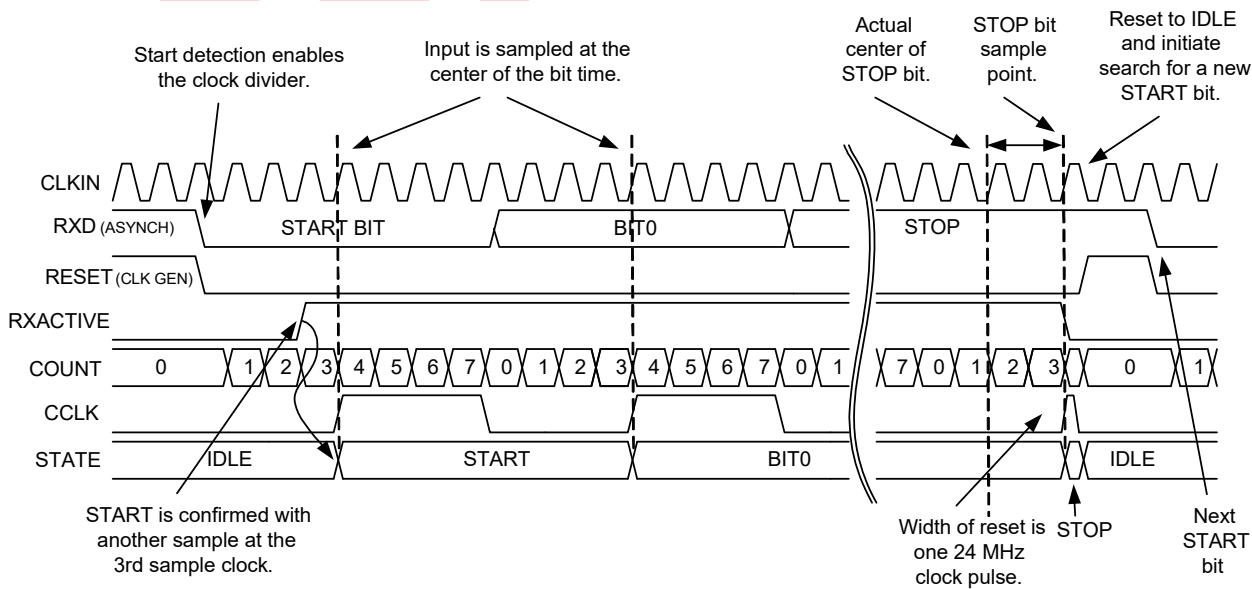 Start detection enables
the clock divider.
Input is sampled at the
center of the bit time.
Actual
center of
STOP bit.
STOP bit
sample
point.
Reset to IDLE
and initiate
search for a new
START bit.
CLKIN
RXD (ASYNCH)
START BIT
BIT0
STOP
RESET (CLK GEN)
RXACTIVE
COUNT
0 1 2 3 4 5 6 7 0 1 2 3 4 5 6 7 0 1 7 0 1 2 3 0 1
CCLK
STATE
IDLE
START
BIT0
IDLE
START is confirmed with
another sample at the
3rd sample clock.
Width of reset is
one 24 MHz
clock pulse.
STOP
Next
START
bit